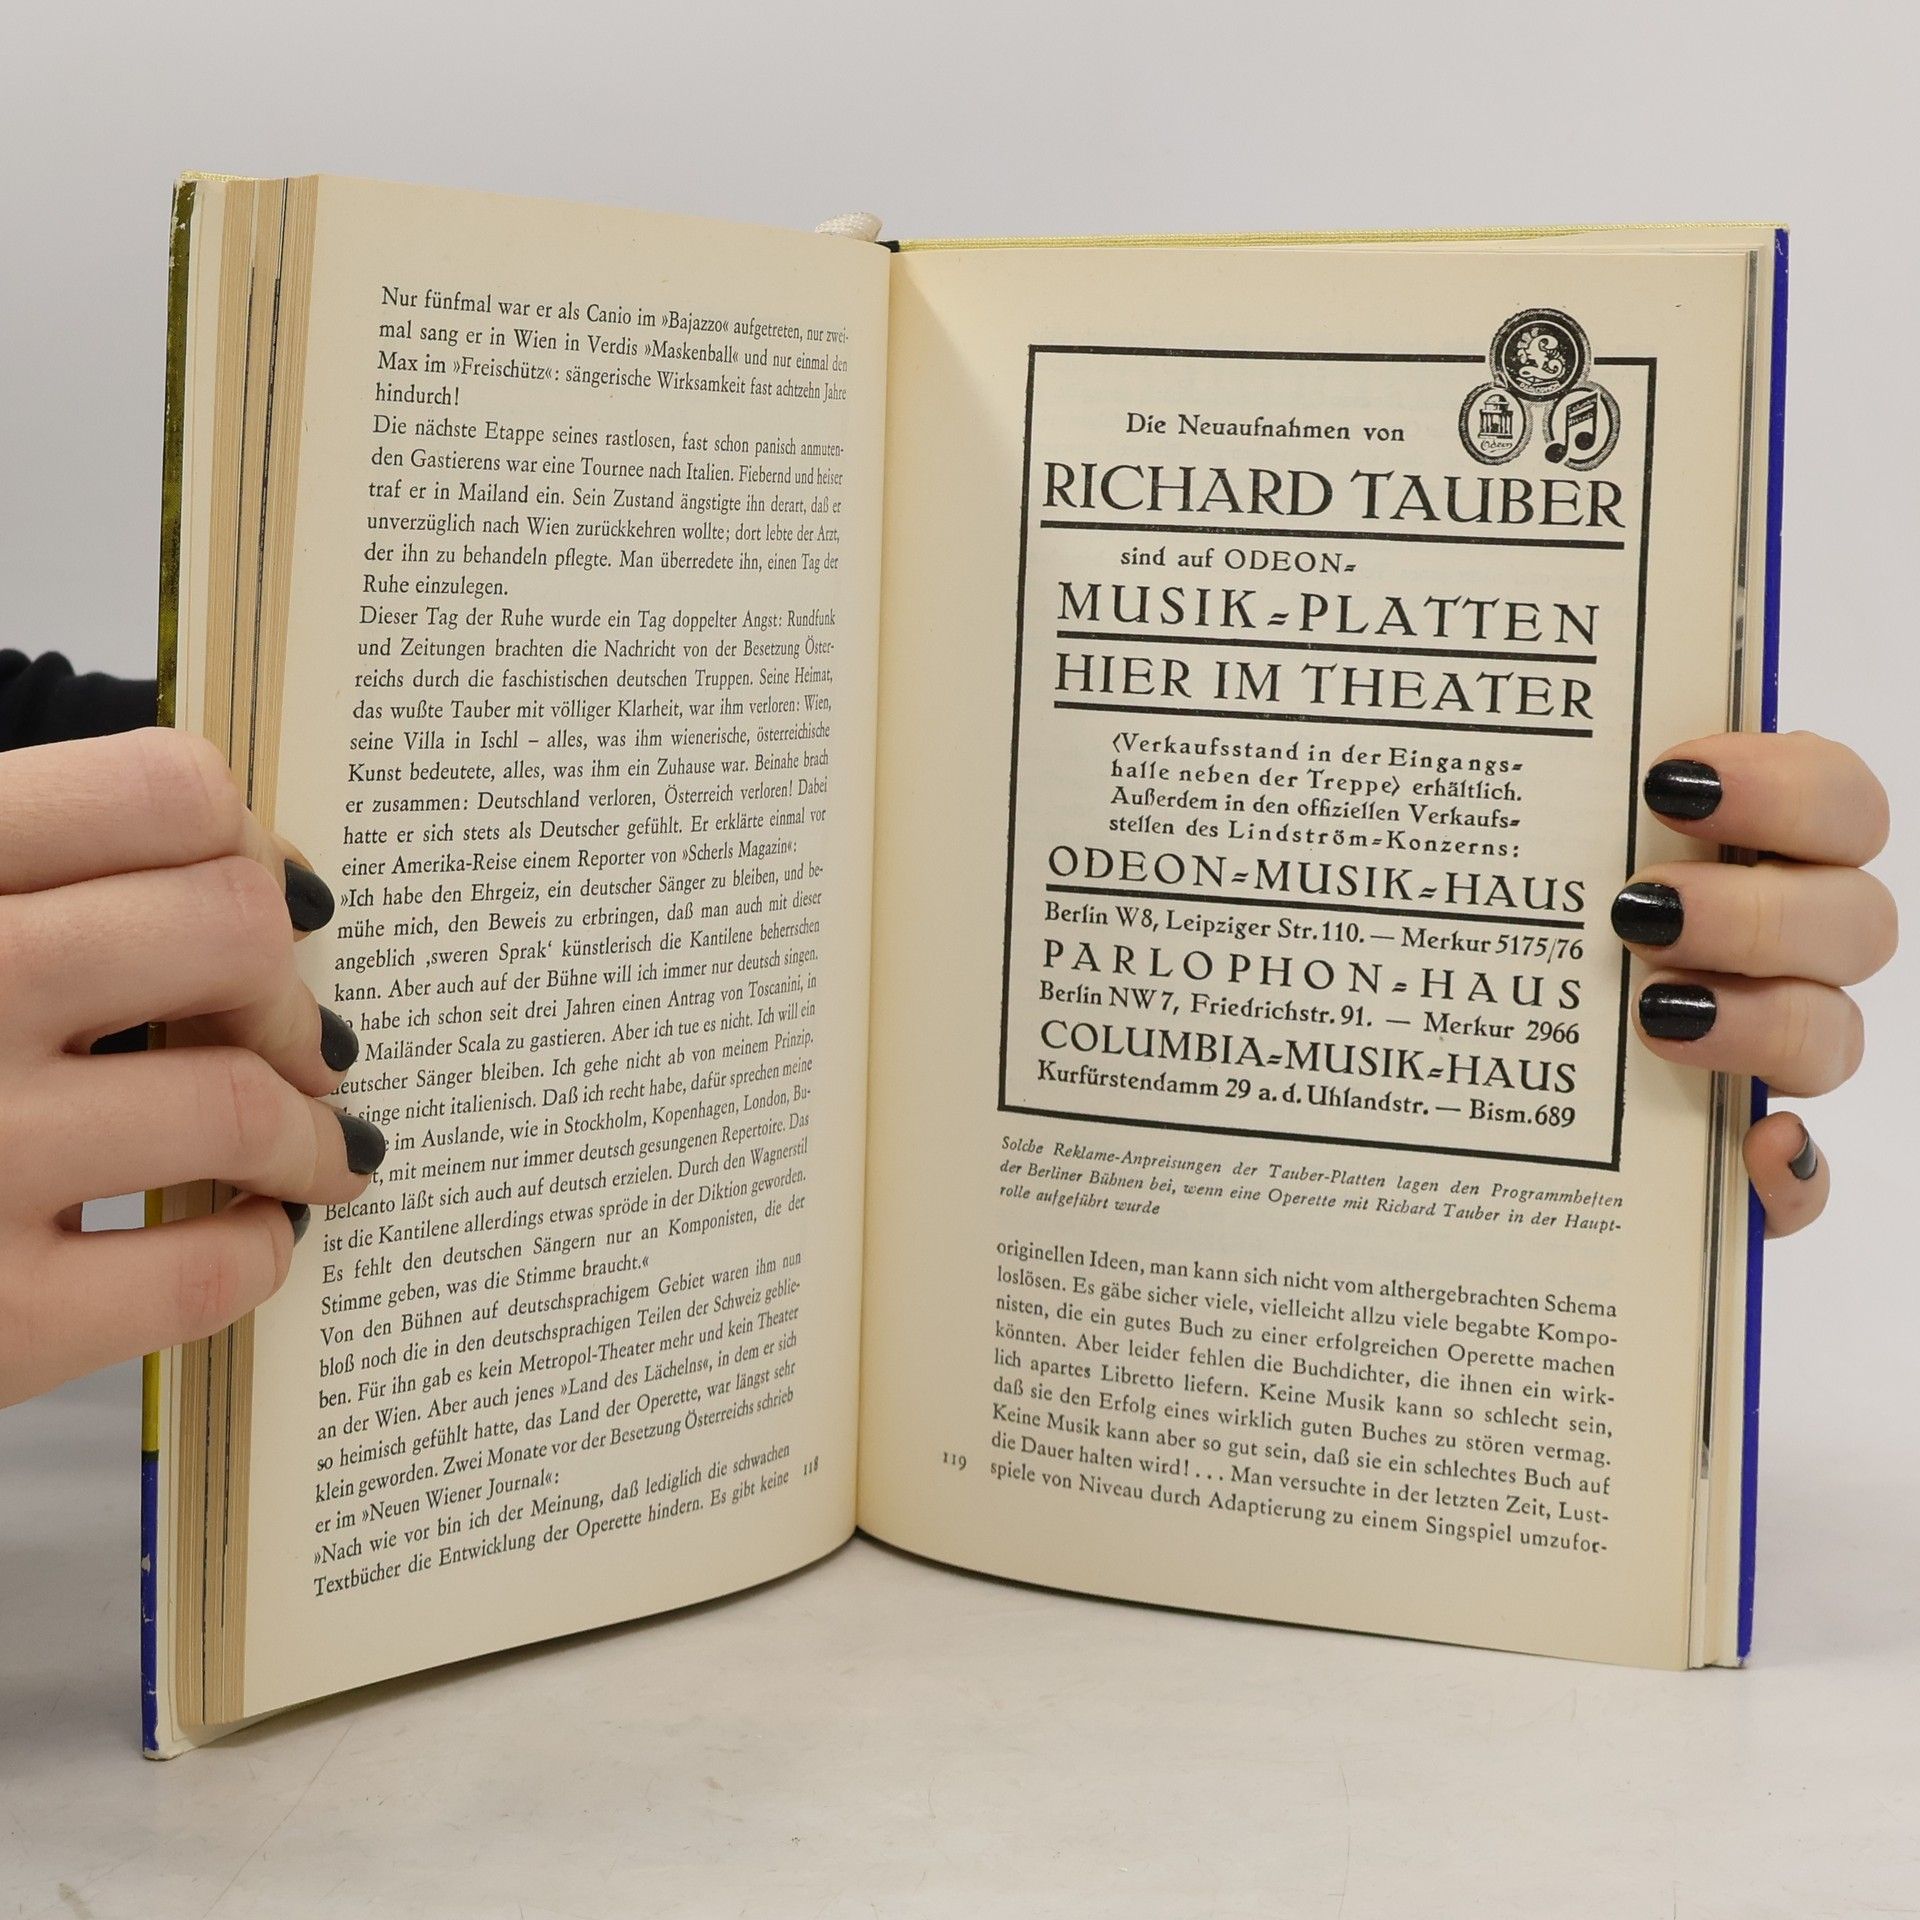 Nur fünfmal war er als Canio im »Bajazzo« aufgetreten, nur zwei-
mal sang er in Wien in Verdis »Maskenball« und nur einmal den
Max im »Freischütz«: sängerische Wirksamkeit fast achtzehn Jahre
hindurch!
Die nächste Etappe seines rastlosen, fast schon panisch anmuten-
den Gastierens war eine Tournee nach Italien. Fiebernd und heiser
traf er in Mailand ein. Sein Zustand ängstigte ihn derart, daß er
unverzüglich nach Wien zurückkehren wollte; dort lebte der Arzt,
der ihn zu behandeln pflegte. Man überredete ihn, einen Tag der
Ruhe einzulegen.
Dieser Tag der Ruhe wurde ein Tag doppelter Angst: Rundfunk
und Zeitungen brachten die Nachricht von der Besetzung Öster-
reichs durch die faschistischen deutschen Truppen. Seine Heimat,
das wußte Tauber mit völliger Klarheit, war ihm verloren: Wien,
seine Villa in Ischl – alles, was ihm wienerische, österreichische
Kunst bedeutete, alles, was ihm ein Zuhause war. Beinahe brach
er zusammen: Deutschland verloren, Österreich verloren! Dabei
hatte er sich stets als Deutscher gefühlt. Er erklärte einmal vor
einer Amerika-Reise einem Reporter von »Scherls Magazin«:
»Ich habe den Ehrgeiz, ein deutscher Sänger zu bleiben, und be-
mühe mich, den Beweis zu erbringen, daß man auch mit dieser
angeblich ‚sweren Sprak‘ künstlerisch die Kantilene beherrschen
kann. Aber auch auf der Bühne will ich immer nur deutsch singen.
habe ich schon seit drei Jahren einen Antrag von Toscanini, in
Mailänder Scala zu gastieren. Aber ich tue es nicht. Ich will ein
deutscher Sänger bleiben. Ich gehe nicht ab von meinem Prinzip.
singe nicht italienisch. Daß ich recht habe, dafür sprechen meine
im Auslande, wie in Stockholm, Kopenhagen, London, Bu-
mit meinem nur immer deutsch gesungenen Repertoire. Das
Belcanto läßt sich auch auf deutsch erzielen. Durch den Wagnerstil
ist die Kantilene allerdings etwas spröde in der Diktion geworden.
Es fehlt den deutschen Sängern nur an Komponisten, die der
Stimme geben, was die Stimme braucht.«
Von den Bühnen auf deutschsprachigem Gebiet waren ihm nun
bloß noch die in den deutschsprachigen Teilen der Schweiz geblie-
ben. Für ihn gab es kein Metropol-Theater mehr und kein Theater
an der Wien. Aber auch jenes »Land des Lächelns«, in dem er sich
so heimisch gefühlt hatte, das Land der Operette, war längst sehr
klein geworden. Zwei Monate vor der Besetzung Österreichs schrieb
er im »Neuen Wiener Journal«:
»Nach wie vor bin ich der Meinung, daß lediglich die schwachen
Textbücher die Entwicklung der Operette hindern. Es gibt keine
118
Die Neuaufnahmen von
RICHARD TAUBER
sind auf ODEON-
MUSIK-PLATTEN
HIER IM THEATER
(Verkaufsstand in der Eingangs-
halle neben der Treppe) erhältlich.
Außerdem in den offiziellen Verkaufs-
stellen des Lindström-Konzerns:
ODEON-MUSIK-HAUS
Berlin W8, Leipziger Str. 110. — Merkur 5175/76
PARLOPHON-HAUS
Berlin NW 7, Friedrichstr. 91. — Merkur 2966
COLUMBIA-MUSIK-HAUS
Kurfürstendamm 29 a. d. Uhlandstr. — Bism. 689
Solche Reklame-Anpreisungen der Tauber-Platten lagen den Programmheften
der Berliner Bühnen bei, wenn eine Operette mit Richard Tauber in der Haupt-
rolle aufgeführt wurde
originellen Ideen, man kann sich nicht vom althergebrachten Schema
loslösen. Es gäbe sicher viele, vielleicht allzu viele begabte Kompo-
nisten, die ein gutes Buch zu einer erfolgreichen Operette machen
könnten. Aber leider fehlen die Buchdichter, die ihnen ein wirk-
lich apartes Libretto liefern. Keine Musik kann so schlecht sein,
daß sie den Erfolg eines wirklich guten Buches zu stören vermag.
Keine Musik kann aber so gut sein, daß sie ein schlechtes Buch auf
die Dauer halten wird! . . . Man versuchte in der letzten Zeit, Lust-
spiele von Niveau durch Adaptierung zu einem Singspiel umzufor-
119